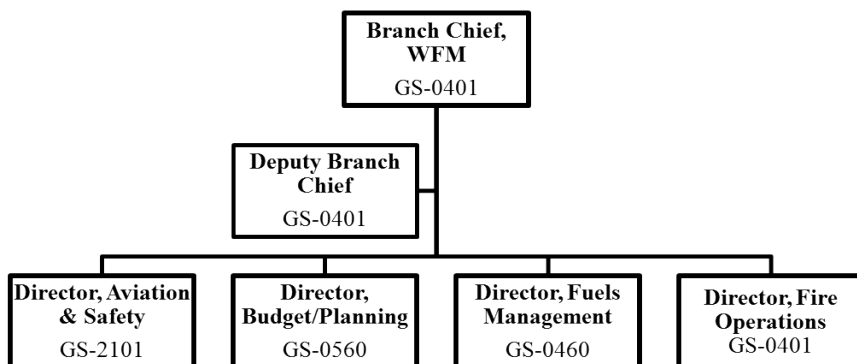 Branch Chief,
WFM
GS-0401
Deputy Branch
Chief
GS-0401
Director, Aviation
& Safety
GS-2101
Director,
Budget/Planning
GS-0560
Director, Fuels
Management
GS-0460
Director, Fire
Operations
GS-0401